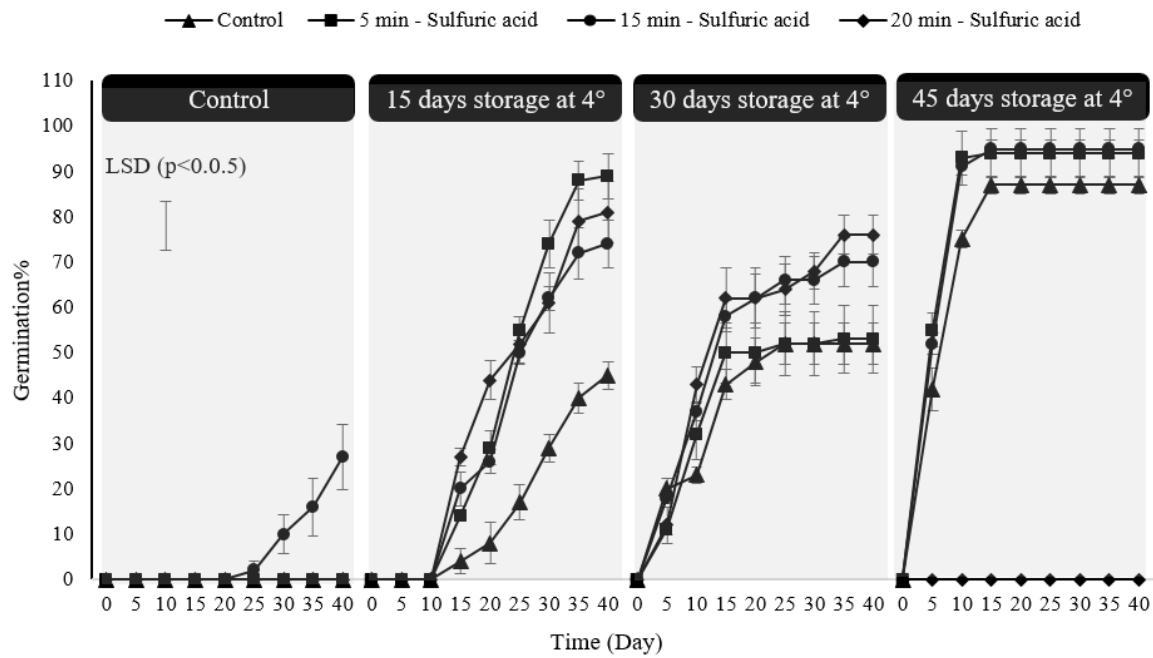 Control 5 min - Sulfuric acid 15 min - Sulfuric acid 20 min - Sulfuric acid
Control 15 days storage at 4° 30 days storage at 4° 45 days storage at 4°
LSD (p<0.0.5)
Germination%
110
100
90
80
70
60
50
40
30
20
10
0
0 5 10 15 20 25 30 35 40 0 5 10 15 20 25 30 35 40 0 5 10 15 20 25 30 35 40 0 5 10 15 20 25 30 35 40
Time (Day)